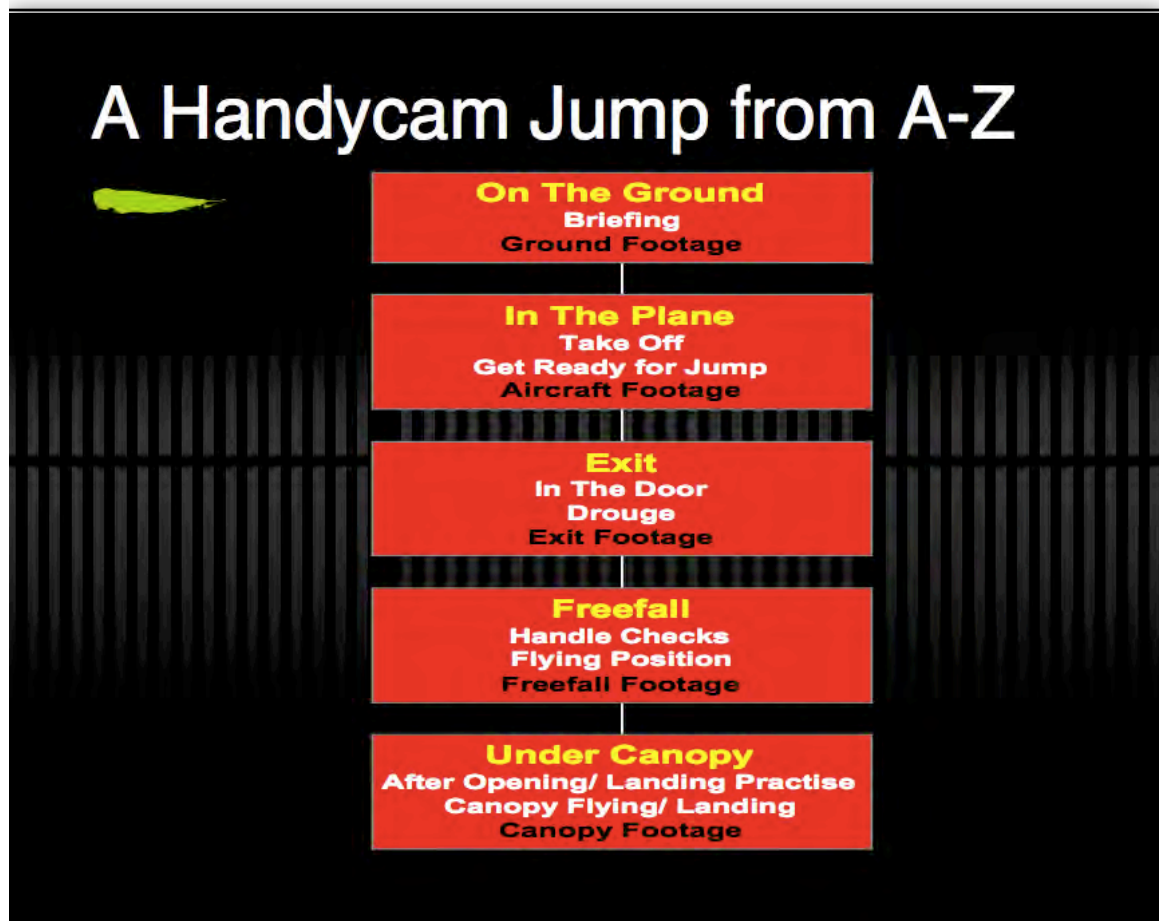 A Handycam Jump from A-Z
On The Ground
Briefing
Ground Footage
In The Plane
Take Off
Get Ready for Jump
Aircraft Footage
Exit
In The Door
Drouge
Exit Footage
Freefall
Handle Checks
Flying Position
Freefall Footage
Under Canopy
After Opening/ Landing Practise
Canopy Flying/ Landing
Canopy Footage